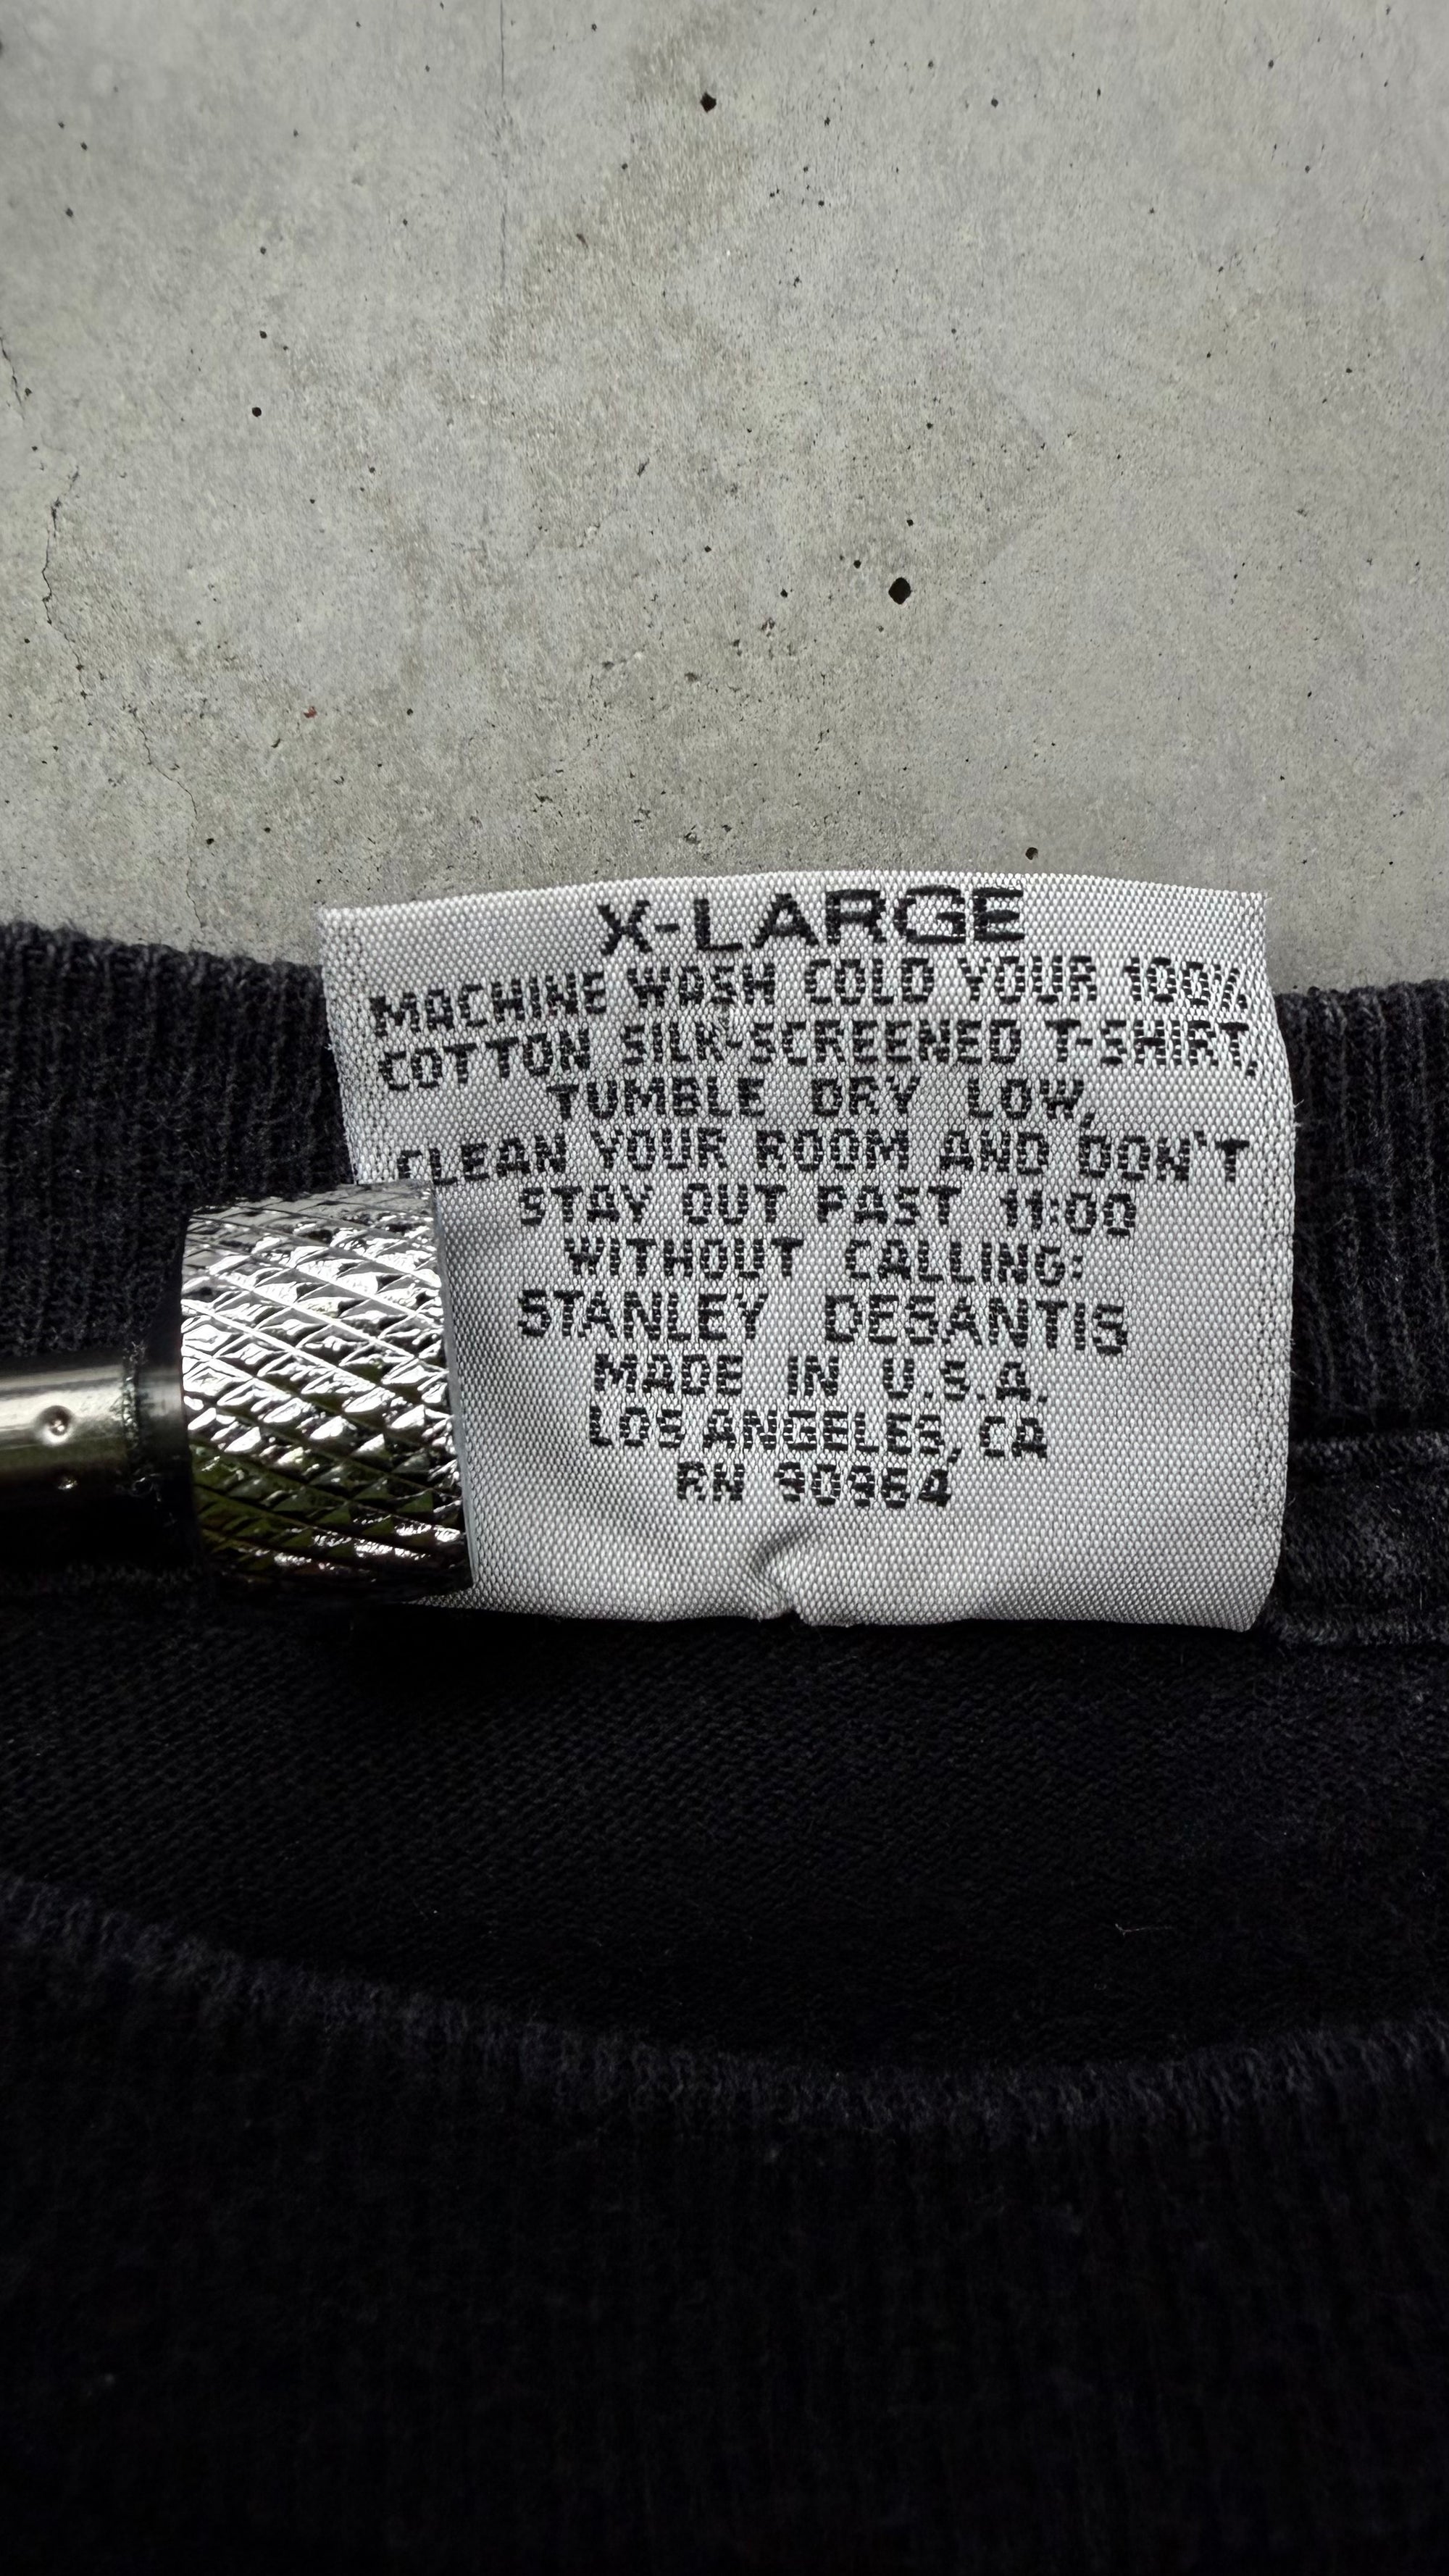 X-LARGE
MACHINE WASH COLD YOUR 100%
COTTON SILK-SCREENED T-SHIRT,
TUMBLE DRY LOW,
CLEAN YOUR ROOM AND DON'T
STAY OUT PAST 11:00
WITHOUT CALLING:
STANLEY DESANTIS
MADE IN U.S.A.
LOS ANGELES, CA
RN 90964